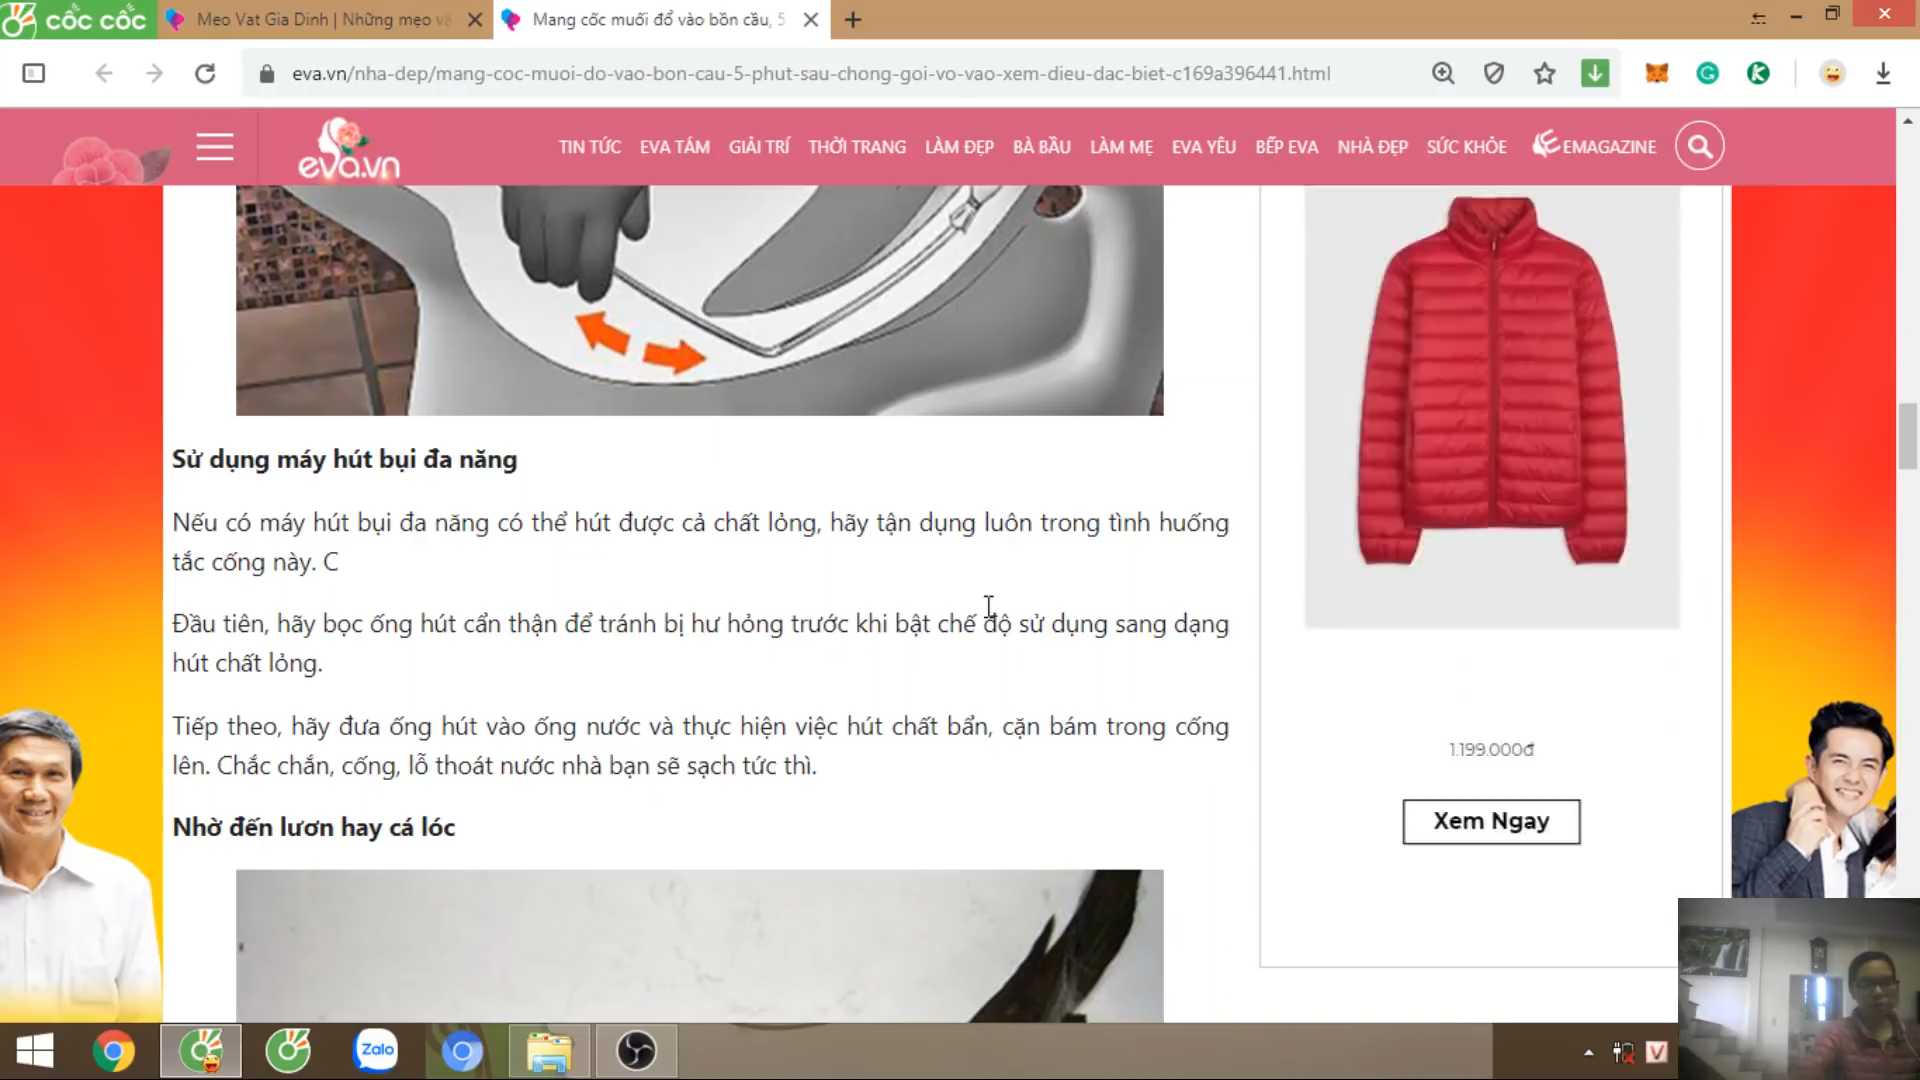 cốc cốc
Meo Vat Gia Dinh | Những mẹo vă
Mang cốc muối đổ vào bồn cầu, 5
eva.vn/nha-dep/mang-coc-muoi-do-vao-bon-cau-5-phut-sau-chong-goi-vo-vao-xem-dieu-dac-biet-c169a396441.html
eva.vn
TIN TỨC EVA TÁM GIẢI TRÍ THỜI TRANG LÀM ĐẸP BÀ BẦU LÀM MẸ EVA YÊU BẾP EVA NHÀ ĐẸP SỨC KHỎE EMAGAZINE
Sử dụng máy hút bụi đa năng
Nếu có máy hút bụi đa năng có thể hút được cả chất lỏng, hãy tận dụng luôn trong tình huống
tắc cống này. C
Đầu tiên, hãy bọc ống hút cẩn thận để tránh bị hư hỏng trước khi bật chế độ sử dụng sang dạng
hút chất lỏng.
Tiếp theo, hãy đưa ống hút vào ống nước và thực hiện việc hút chất bẩn, cặn bám trong cống
lên. Chắc chắn, cống, lỗ thoát nước nhà bạn sẽ sạch tức thì.
Nhờ đến lươn hay cá lóc
1.199.000đ
Xem Ngay
Zalo
V